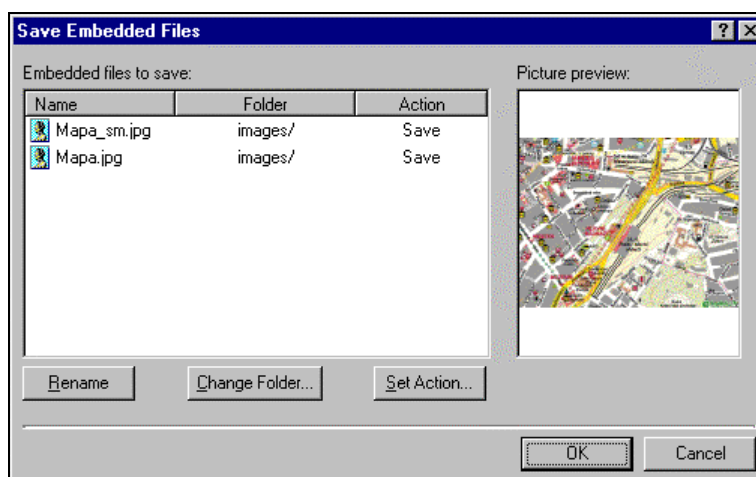 Save Embedded Files
Embedded files to save:
Picture preview:
Name Folder Action
Mapa_sm.jpg images/ Save
Mapa.jpg images/ Save
Rename Change Folder... Set Action...
OK Cancel